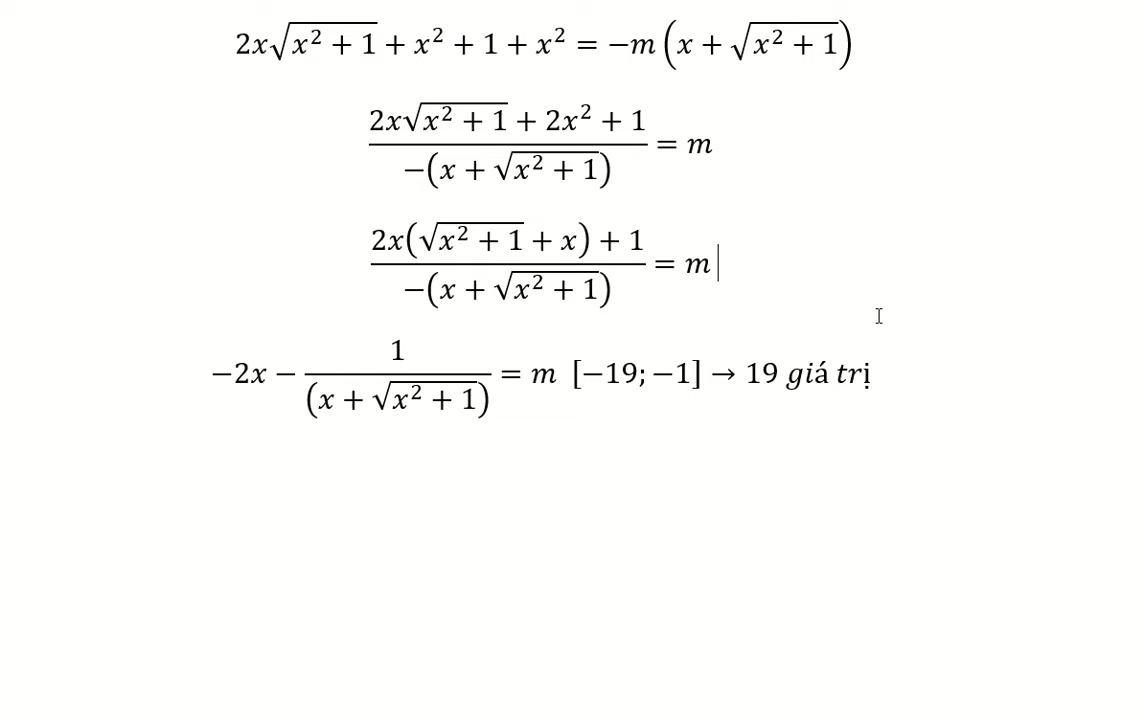 2x√(x² + 1) + x² + 1 + x² = −m(x + √(x² + 1))
(2x√(x² + 1) + 2x² + 1) / (−(x + √(x² + 1))) = m
(2x(√(x² + 1) + x) + 1) / (−(x + √(x² + 1))) = m
−2x − 1 / (x + √(x² + 1)) = m [−19; −1] → 19 giá trị